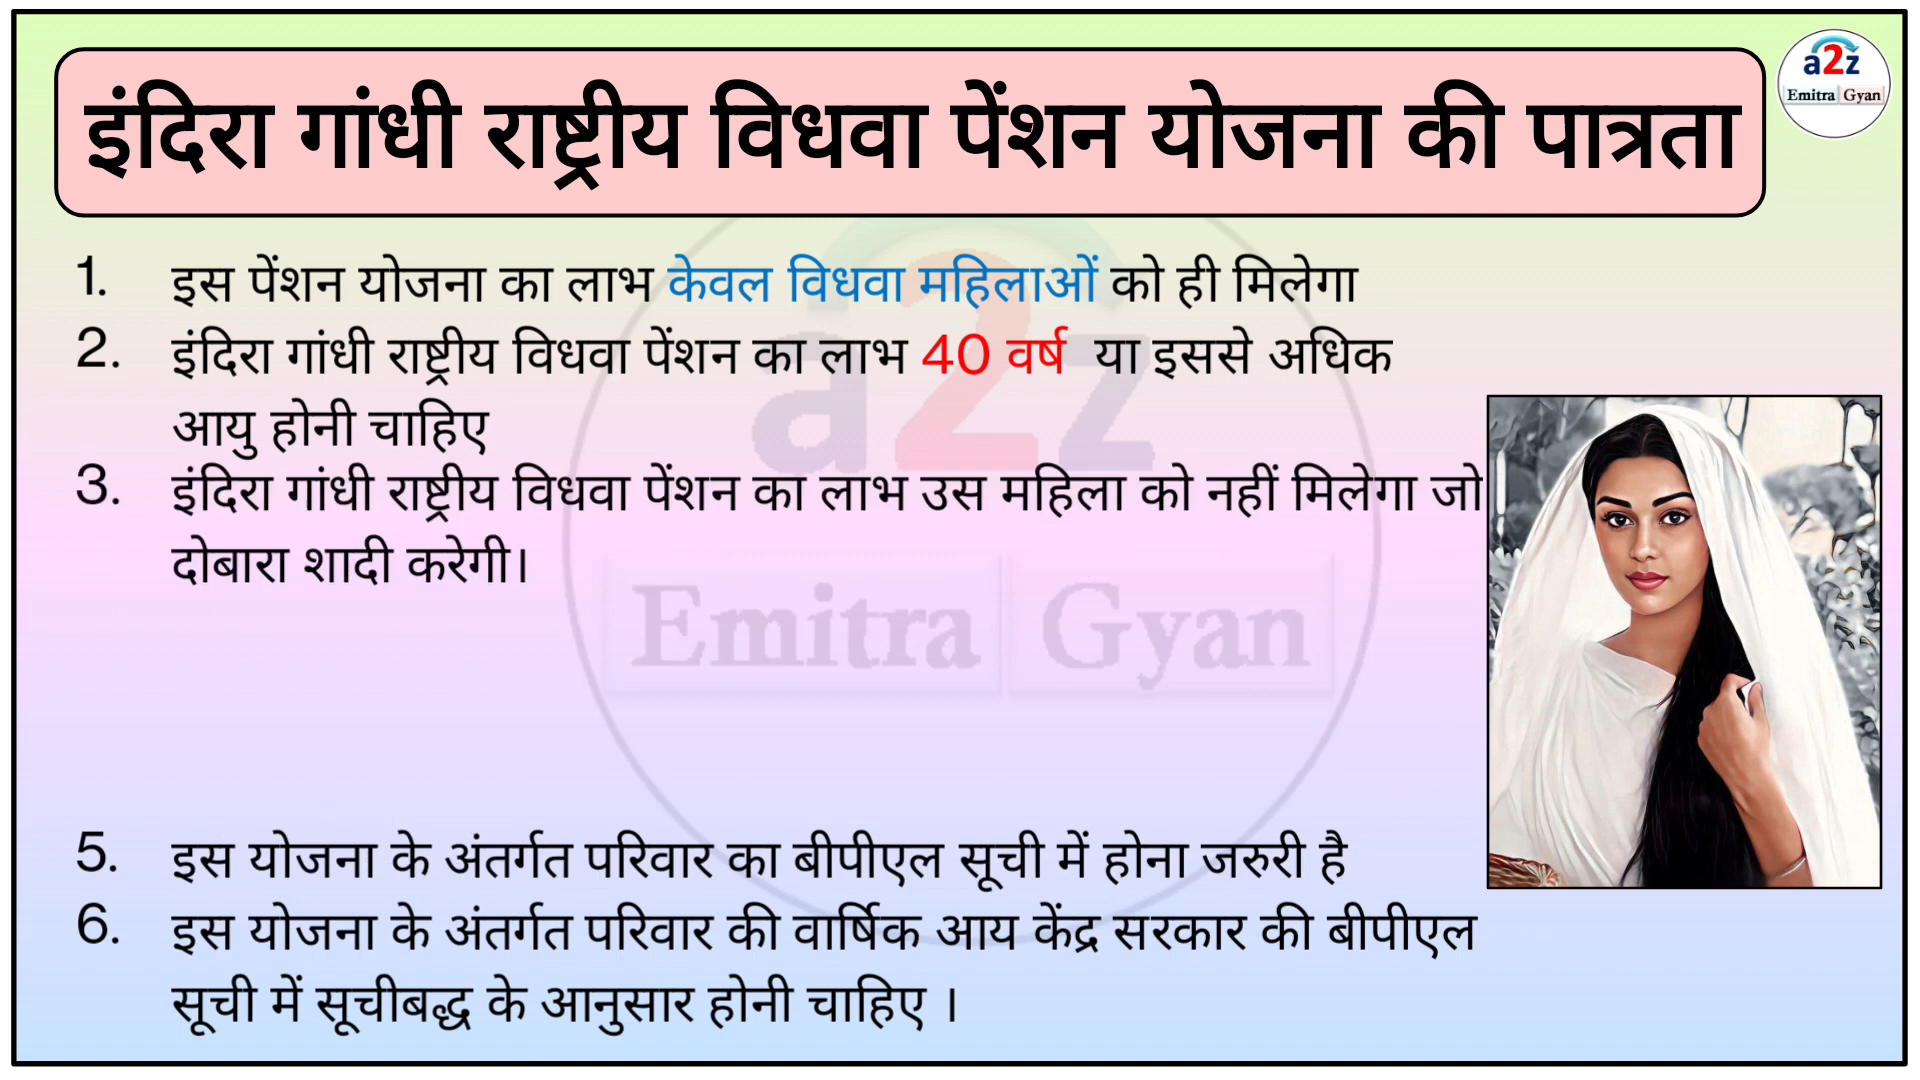 इंदिरा गांधी राष्ट्रीय विधवा पेंशन योजना की पात्रता
a2z
Emitra Gyan
1. इस पेंशन योजना का लाभ केवल विधवा महिलाओं को ही मिलेगा
2. इंदिरा गांधी राष्ट्रीय विधवा पेंशन का लाभ 40 वर्ष या इससे अधिक
आयु होनी चाहिए
3. इंदिरा गांधी राष्ट्रीय विधवा पेंशन का लाभ उस महिला को नहीं मिलेगा जो
दोबारा शादी करेगी।
a2z
Emitra Gyan
5. इस योजना के अंतर्गत परिवार का बीपीएल सूची में होना जरुरी है
6. इस योजना के अंतर्गत परिवार की वार्षिक आय केंद्र सरकार की बीपीएल
सूची में सूचीबद्ध के आनुसार होनी चाहिए ।